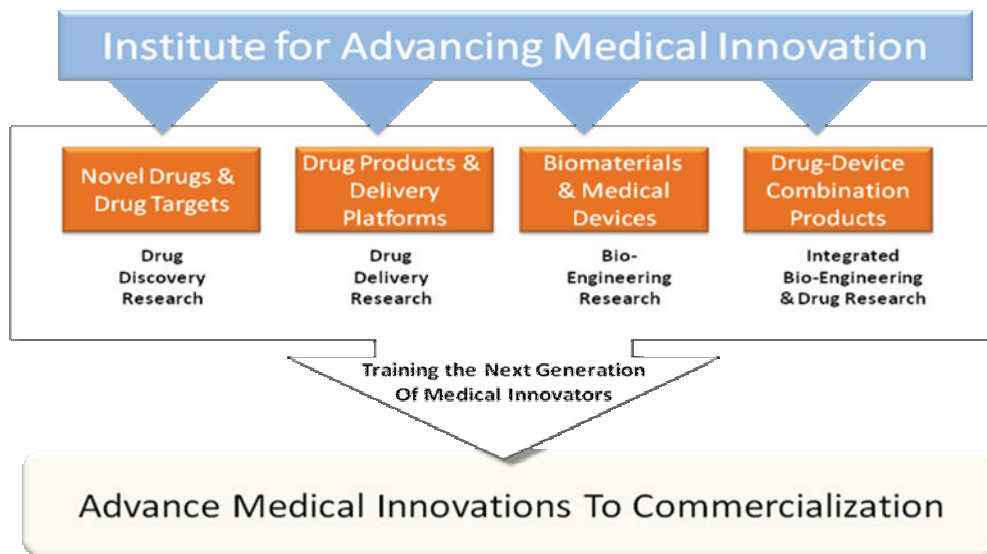 Institute for Advancing Medical Innovation
Novel Drugs &
Drug Targets
Drug
Discovery
Research
Drug Products &
Delivery
Platforms
Drug
Delivery
Research
Biomaterials
& Medical
Devices
Bio-
Engineering
Research
Drug-Device
Combination
Products
Integrated
Bio-Engineering
& Drug Research
Training the Next Generation
Of Medical Innovators
Advance Medical Innovations To Commercialization